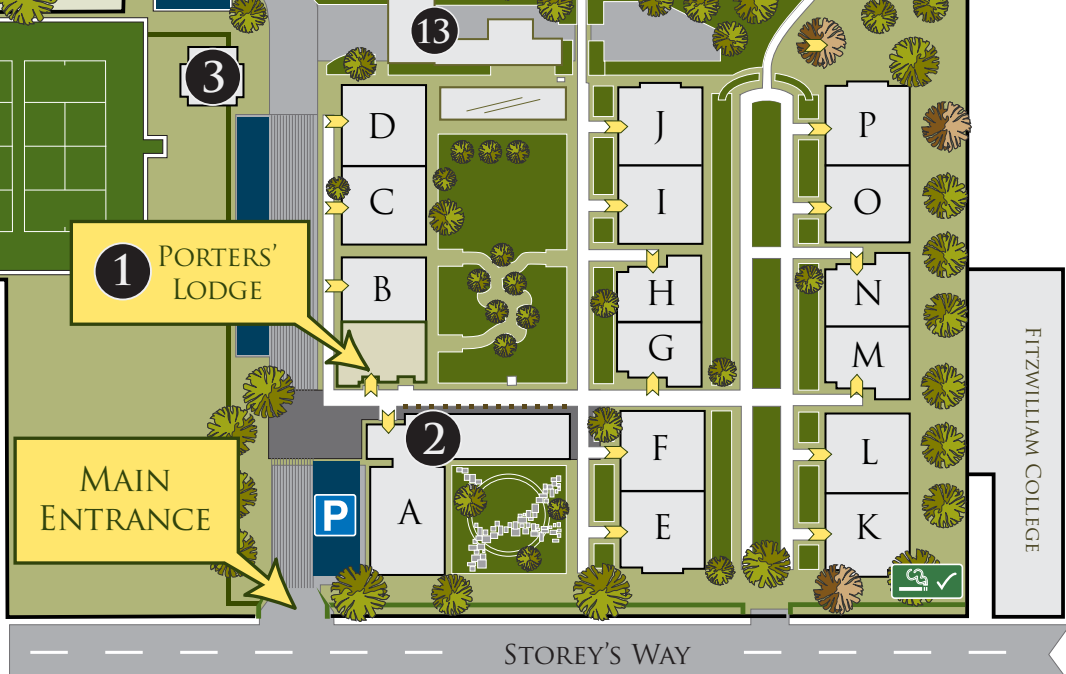 13
3
D
J
P
C
I
O
1 PORTERS'
LODGE
B
H
N
G
M
FITZWILLIAM COLLEGE
2
F
L
MAIN
ENTRANCE
P
A
E
K
STOREY'S WAY